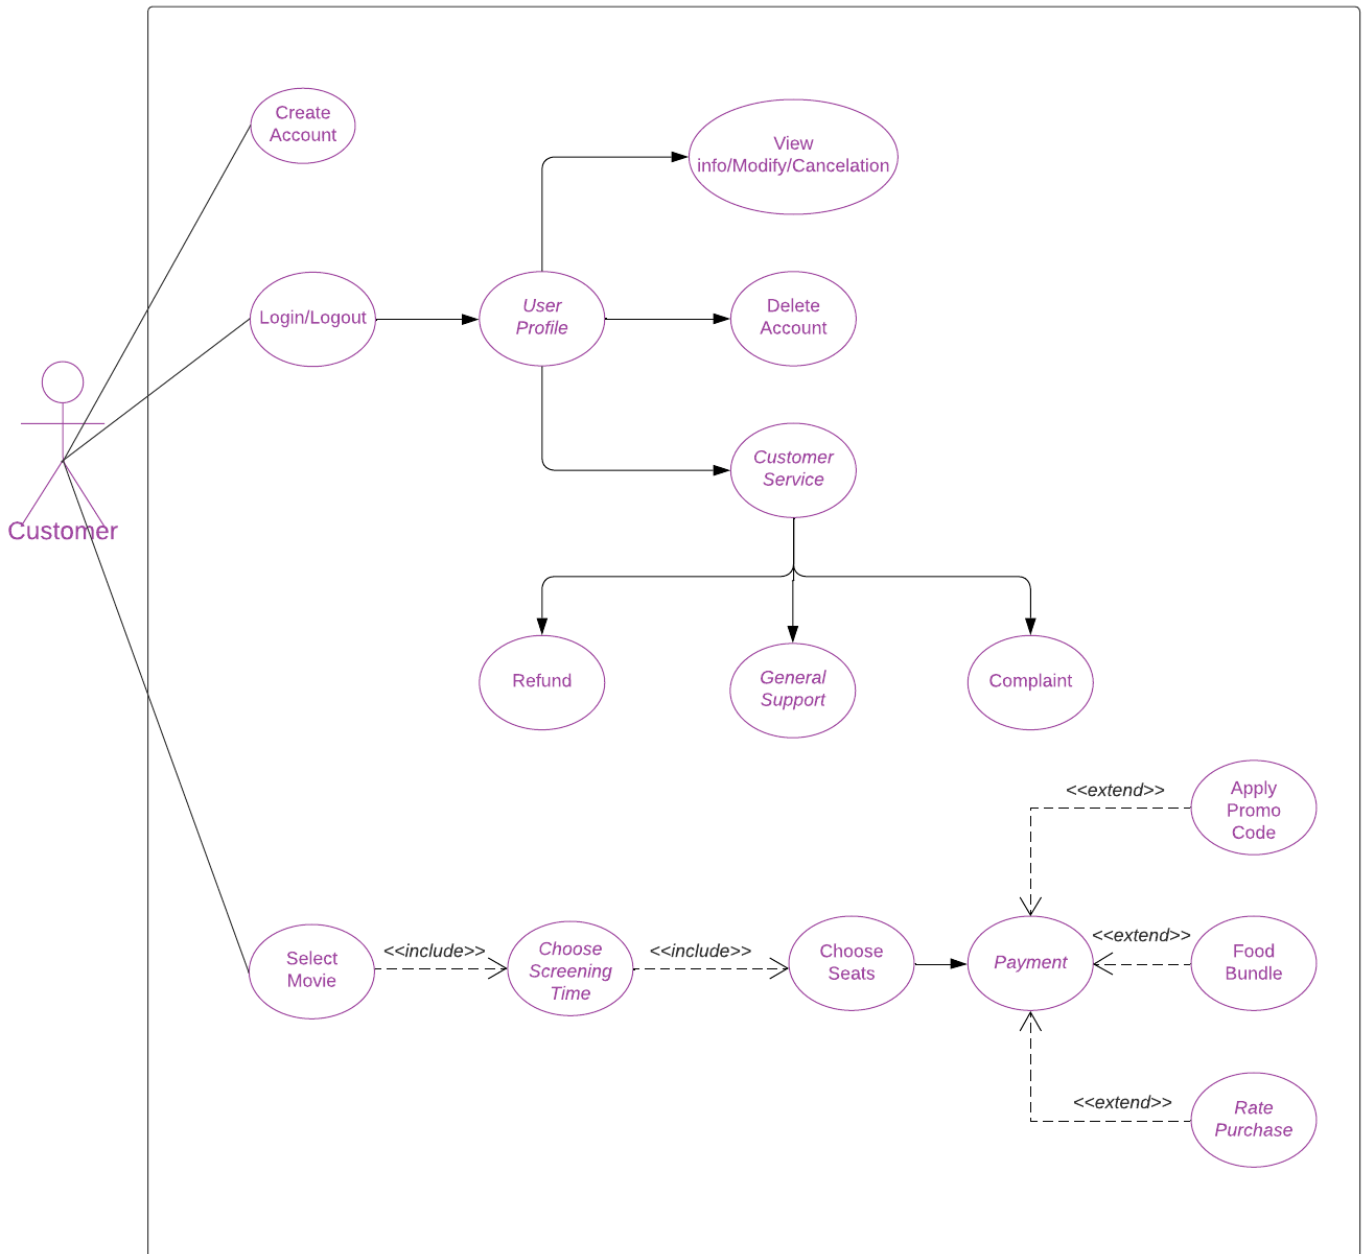 Create
Account
View
info/Modify/Cancelation
Login/Logout
User
Profile
Delete
Account
Customer
Service
Customer
Refund
General
Support
Complaint
<<extend>>
Apply
Promo
Code
Select
Movie
<<include>>
Choose
Screening
Time
<<include>>
Choose
Seats
Payment
<<extend>>
Food
Bundle
<<extend>>
Rate
Purchase